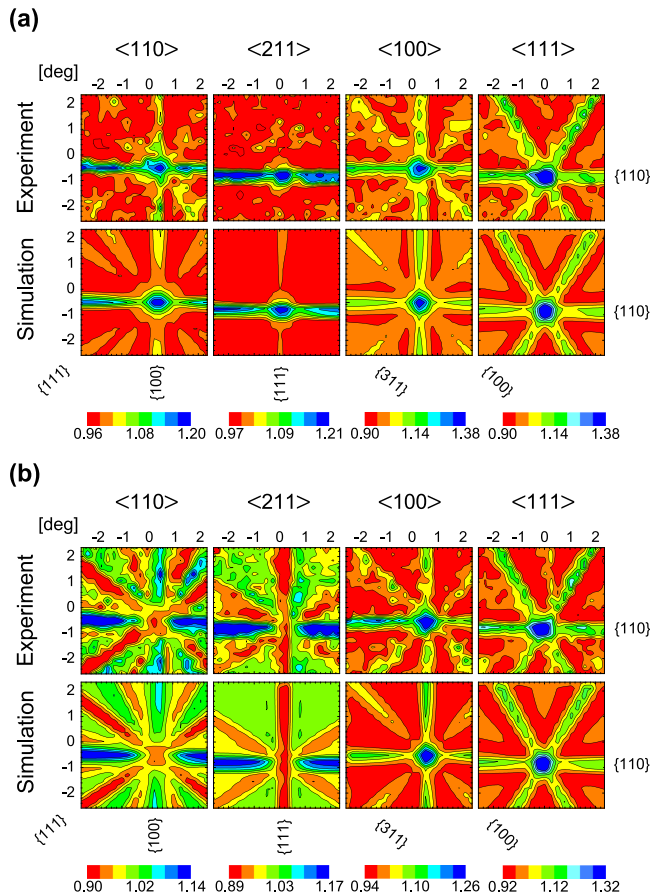 (a)
<110> <211> <100> <111>
[deg] -2 -1 0 1 2 -2 -1 0 1 2 -2 -1 0 1 2 -2 -1 0 1 2
Experiment
2
1
0
-1
-2
{110}
Simulation
2
1
0
-1
-2
{110}
{111} {100} {111} {311} {100}
0.96 1.08 1.20 0.97 1.09 1.21 0.90 1.14 1.38 0.90 1.14 1.38
(b)
<110> <211> <100> <111>
[deg] -2 -1 0 1 2 -2 -1 0 1 2 -2 -1 0 1 2 -2 -1 0 1 2
Experiment
2
1
0
-1
-2
{110}
Simulation
2
1
0
-1
-2
{110}
{111} {100} {111} {311} {100}
0.90 1.02 1.14 0.89 1.03 1.17 0.94 1.10 1.26 0.92 1.12 1.32